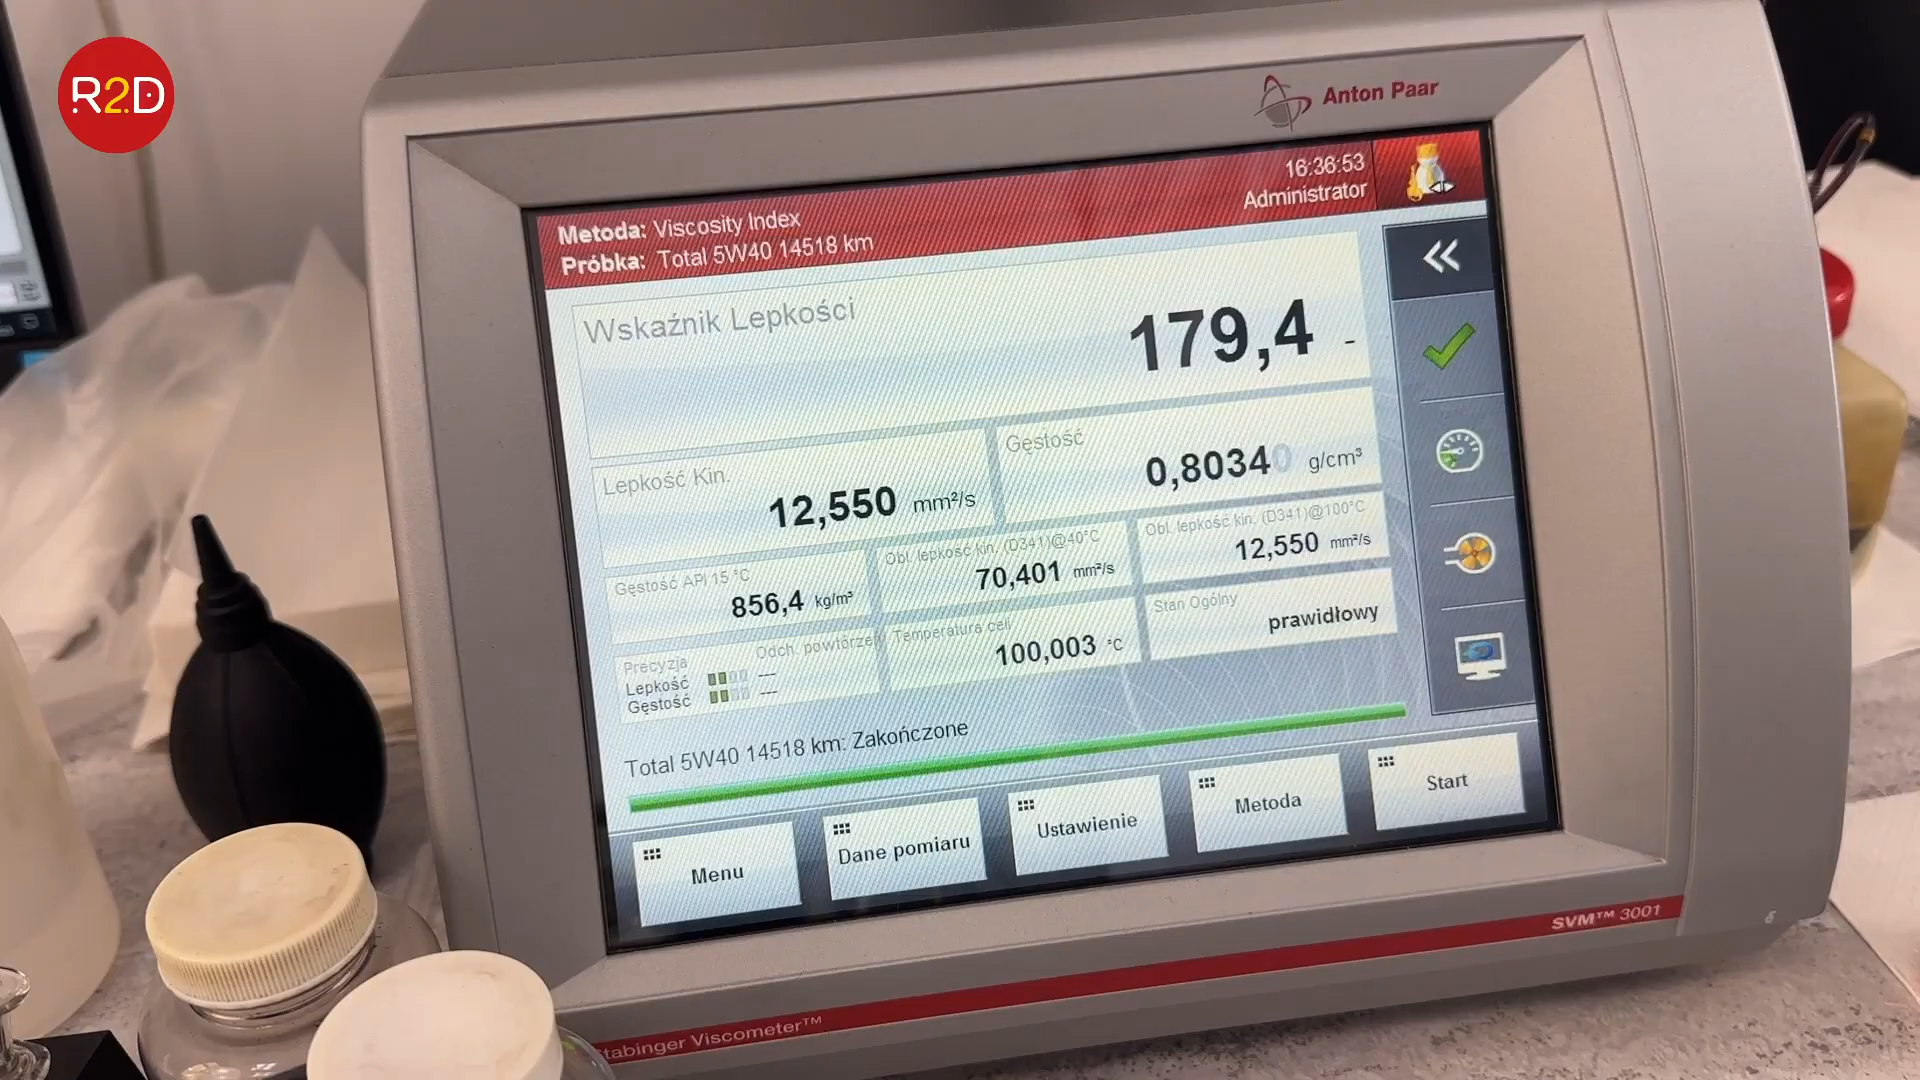 R2D
Anton Paar
16:36:53
Administrator
Metoda: Viscosity Index
Próbka: Total 5W40 14518 km
Wskaźnik Lepkości
179,4 -
Lepkość Kin.
12,550 mm²/s
Gęstość
0,80340 g/cm³
Gęstość API 15 °C
856,4 kg/m³
Obl. lepkość kin. (D341)@40°C
70,401 mm²/s
Obl. lepkość kin. (D341)@100°C
12,550 mm²/s
Precyzja
Odch. powtórzeń
Lepkość ---
Gęstość ---
Temperatura celi
100,003 °C
Stan Ogólny
prawidłowy
Total 5W40 14518 km: Zakończone
Menu
Dane pomiaru
Ustawienie
Metoda
Start
SVM™ 3001
tabinger Viscometer™